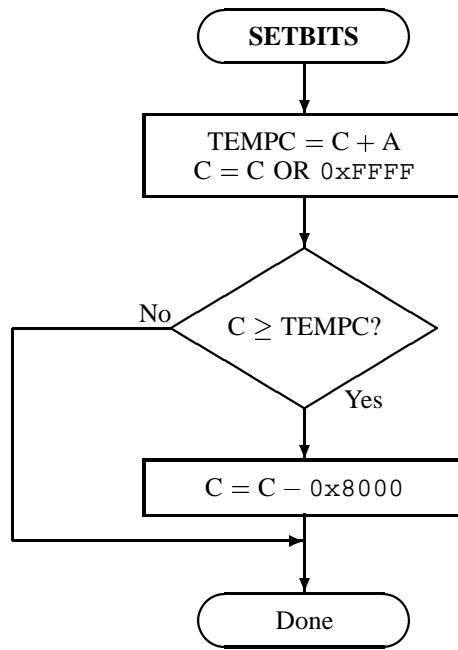 SETBITS
TEMPC = C + A
C = C OR 0xFFFF
No
C ≥ TEMPC?
Yes
C = C − 0x8000
Done